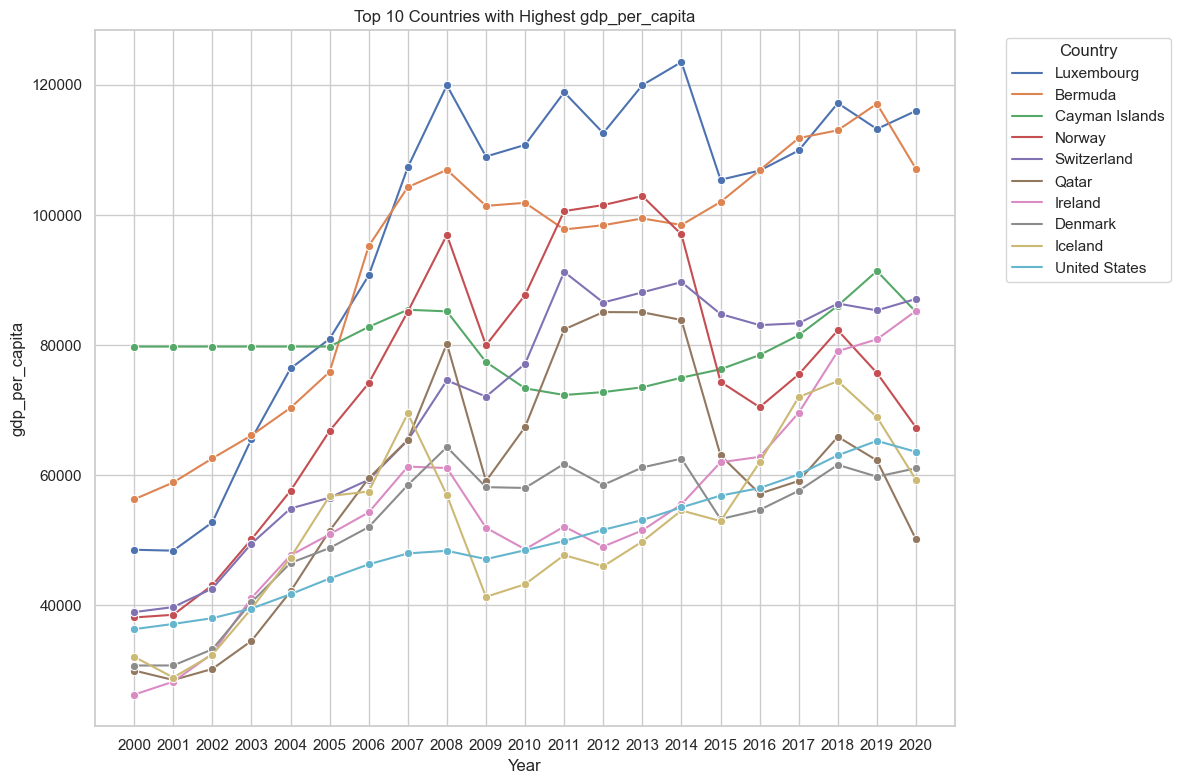 Top 10 Countries with Highest gdp_per_capita
120000
100000
80000
60000
40000
gdp_per_capita
2000 2001 2002 2003 2004 2005 2006 2007 2008 2009 2010 2011 2012 2013 2014 2015 2016 2017 2018 2019 2020
Year
Country
Luxembourg
Bermuda
Cayman Islands
Norway
Switzerland
Qatar
Ireland
Denmark
Iceland
United States